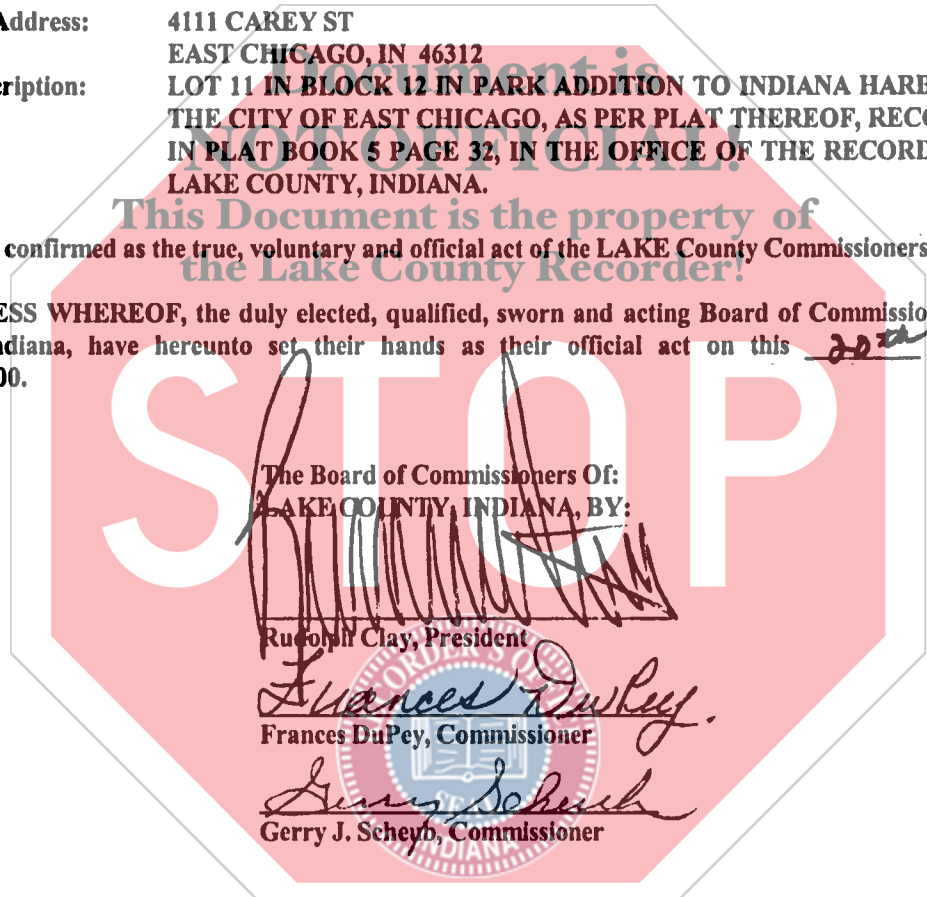 Address: 4111 CAREY ST
EAST CHICAGO, IN 46312
Document is
cription: LOT 11 IN BLOCK 12 IN PARK ADDITION TO INDIANA HARB
THE CITY OF EAST CHICAGO, AS PER PLAT THEREOF, RECO
NOT OFFICIAL!
IN PLAT BOOK 5 PAGE 32, IN THE OFFICE OF THE RECORD
LAKE COUNTY, INDIANA.
This Document is the property of
confirmed as the true, voluntary and official act of the LAKE County Commissioners
the Lake County Recorder!
ESS WHEREOF, the duly elected, qualified, sworn and acting Board of Commissio
ndiana, have hereunto set their hands as their official act on this 20th
00.
STOP
The Board of Commissioners Of:
LAKE COUNTY, INDIANA, BY:
Rudolph Clay, President
RECORDER'S OF
Frances DuPey.
Frances DuPey, Commissioner
SEAL
Gerry J. Scheub, Commissioner
INDIANA